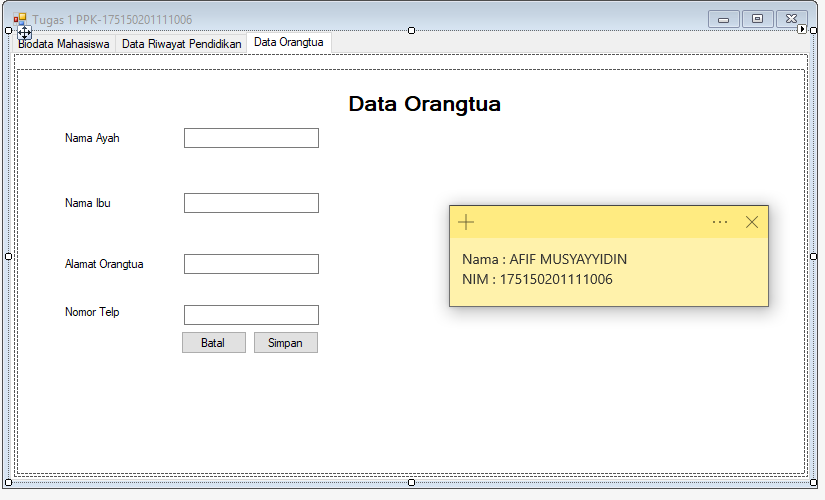 Tugas 1 PPK-175150201111006
Biodata Mahasiswa Data Riwayat Pendidikan Data Orangtua
Data Orangtua
Nama Ayah
Nama Ibu
Alamat Orangtua
Nomor Telp
Batal Simpan
Nama : AFIF MUSYAYYIDIN
NIM : 175150201111006